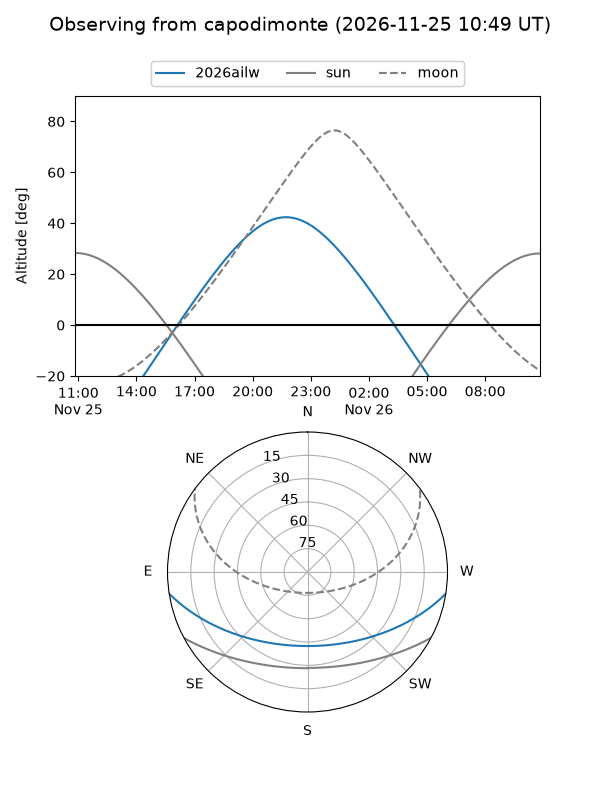 Observing from capodimonte (2026-11-25 10:49 UT)
2026ailw sun moon
Altitude [deg]
80
60
40
20
0
−20
11:00 14:00 17:00 20:00 23:00 02:00 05:00 08:00
Nov 25 Nov 26
N
NE NW
15
30
45
60
75
E W
SE SW
S